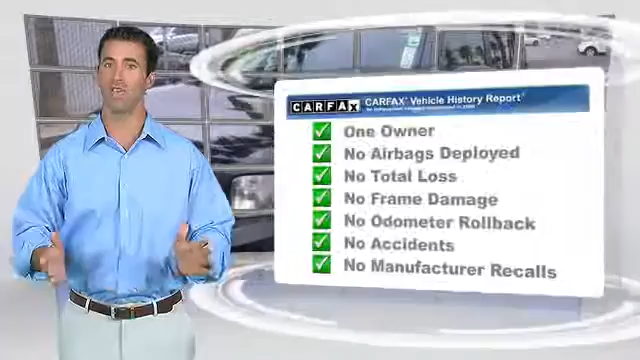 CARFAX CARFAX Vehicle History Report
One Owner
No Airbags Deployed
No Total Loss
No Frame Damage
No Odometer Rollback
No Accidents
No Manufacturer Recalls